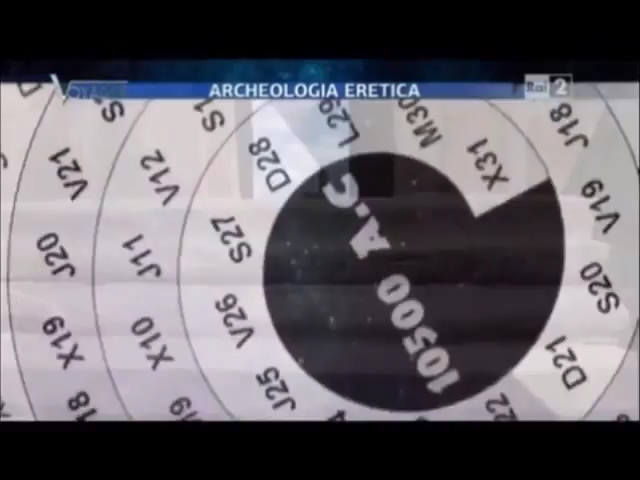 VOYAGER
ARCHEOLOGIA ERETICA
Rai 2
S1
L29
M30
J18
D28
X31
V21
V12
V19
S27
J20
J11
S20
V26
X19
X10
D21
J25
10500 A.C